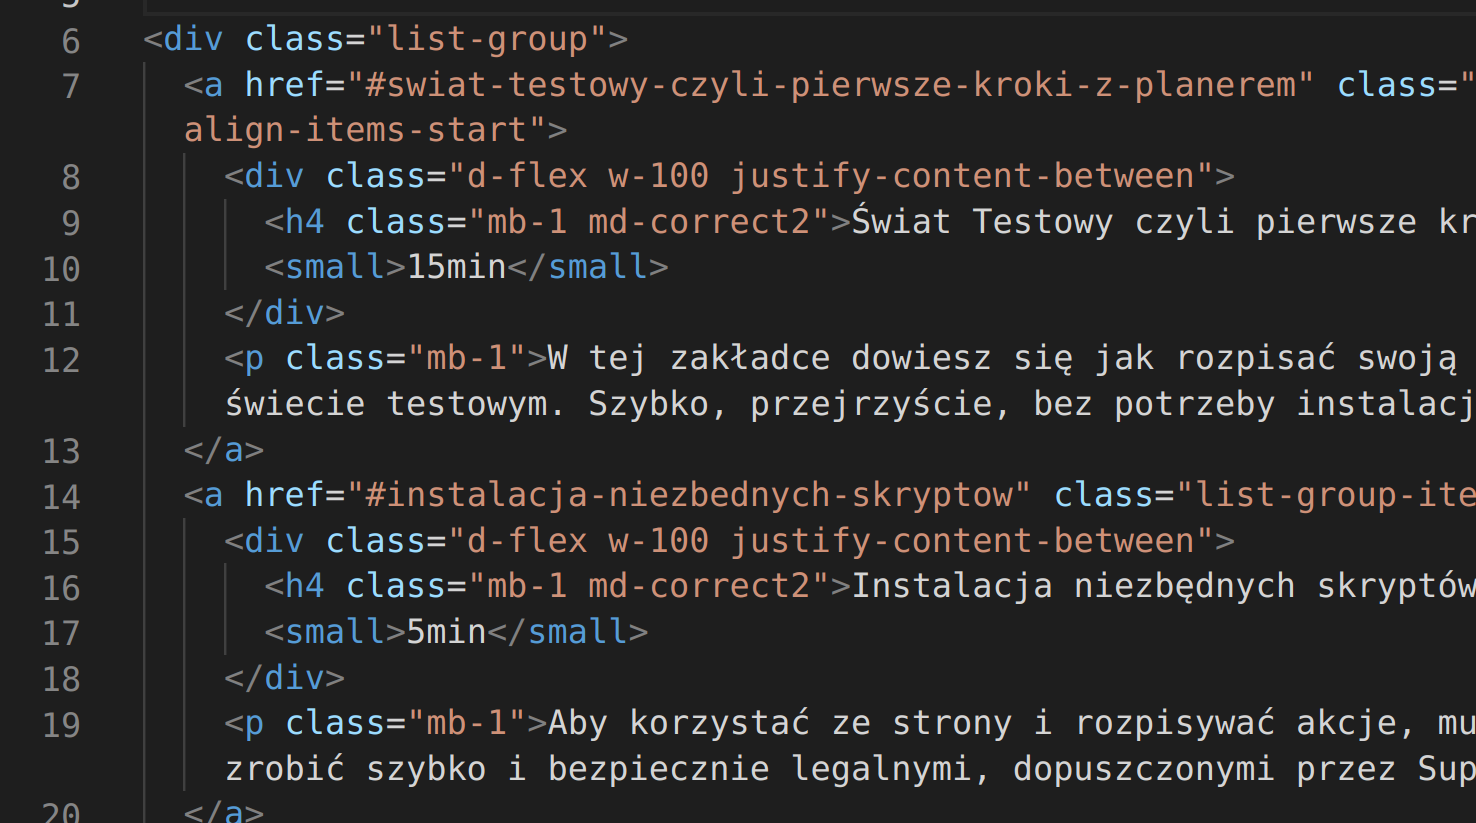 6 <div class="list-group">
7 <a href="#swiat-testowy-czyli-pierwsze-kroki-z-planerem" class="
align-items-start">
8 <div class="d-flex w-100 justify-content-between">
9 <h4 class="mb-1 md-correct2">Świat Testowy czyli pierwsze kr
10 <small>15min</small>
11 </div>
12 <p class="mb-1">W tej zakładce dowiesz się jak rozpisać swoją
świecie testowym. Szybko, przejrzyście, bez potrzeby instalacj
13 </a>
14 <a href="#instalacja-niezbednych-skryptow" class="list-group-ite
15 <div class="d-flex w-100 justify-content-between">
16 <h4 class="mb-1 md-correct2">Instalacja niezbędnych skryptów
17 <small>5min</small>
18 </div>
19 <p class="mb-1">Aby korzystać ze strony i rozpisywać akcje, mu
zrobić szybko i bezpiecznie legalnymi, dopuszczonymi przez Sup
20 </a>